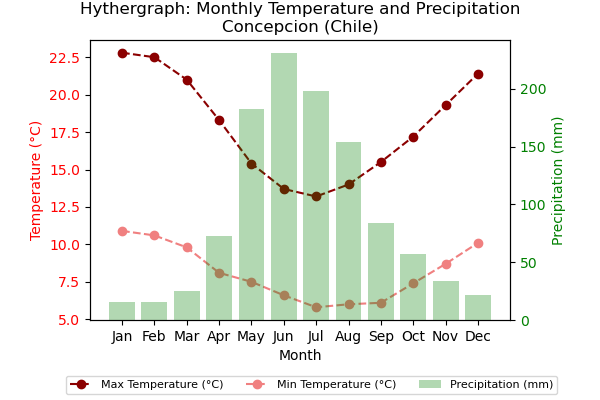 Hythergraph: Monthly Temperature and Precipitation
Concepcion (Chile)
22.5
20.0
17.5
15.0
12.5
10.0
7.5
5.0
Temperature (°C)
200
150
100
50
0
Precipitation (mm)
Jan Feb Mar Apr May Jun Jul Aug Sep Oct Nov Dec
Month
Max Temperature (°C) Min Temperature (°C) Precipitation (mm)